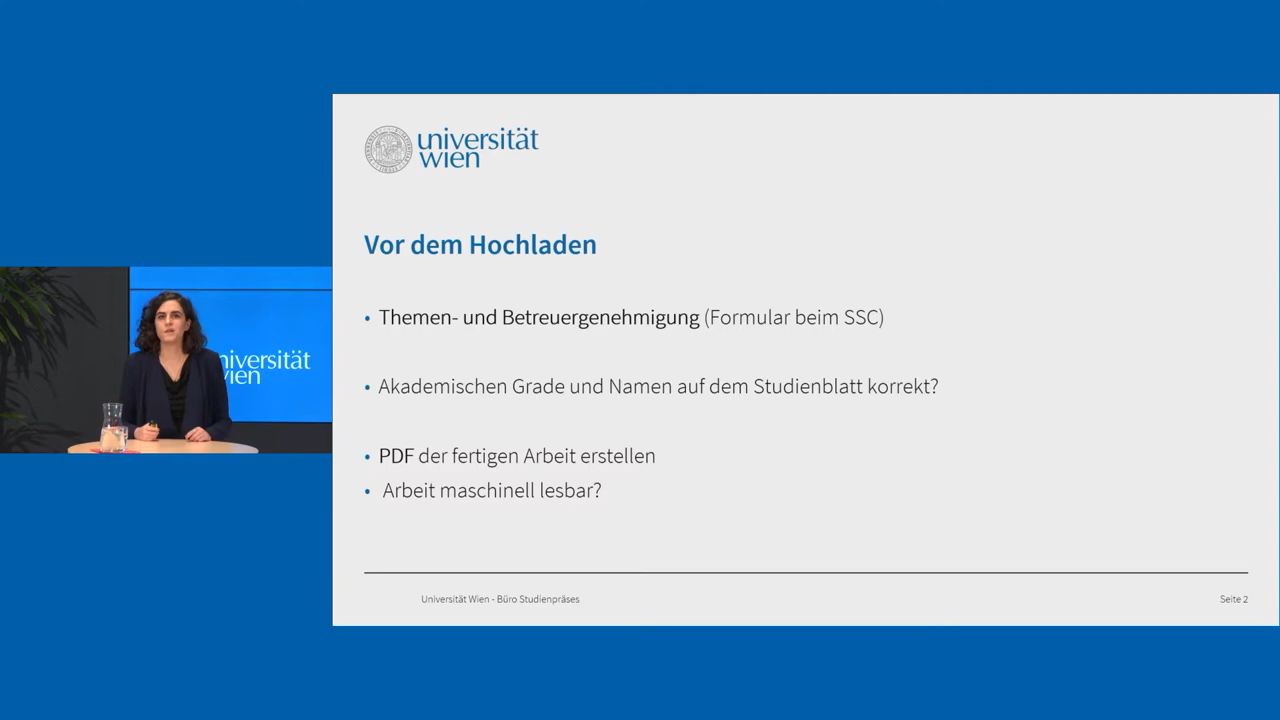 universität
wien
Vor dem Hochladen
• Themen- und Betreuergenehmigung (Formular beim SSC)
• Akademischen Grade und Namen auf dem Studienblatt korrekt?
• PDF der fertigen Arbeit erstellen
• Arbeit maschinell lesbar?
Universität Wien - Büro Studienpräses
Seite 2
niversität
wien